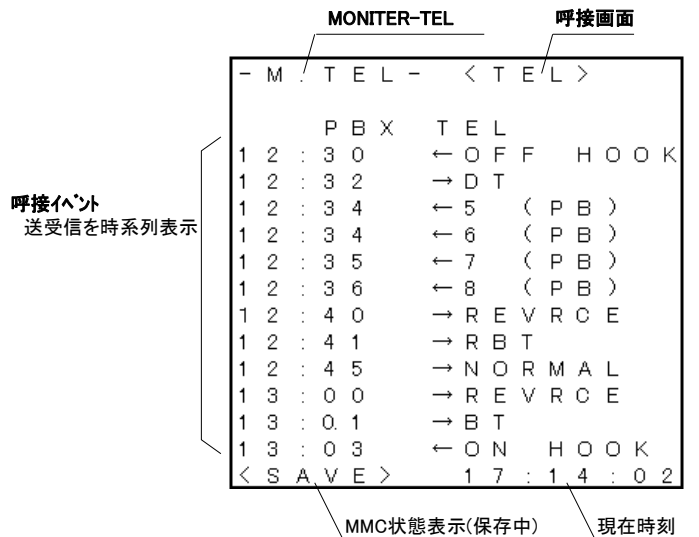 MONITER-TEL 呼接画面
-M.TEL- <TEL>
PBX TEL
12:30 ←OFF HOOK
12:32 →DT
12:34 ←5 (PB)
12:34 ←6 (PB)
12:35 ←7 (PB)
12:36 ←8 (PB)
12:40 →REVRCE
12:41 →RBT
12:45 →NORMAL
13:00 →REVRCE
13:0.1 →BT
13:03 ←ON HOOK
<SAVE> 17:14:02
呼接イベント
送受信を時系列表示
MMC状態表示(保存中) 現在時刻